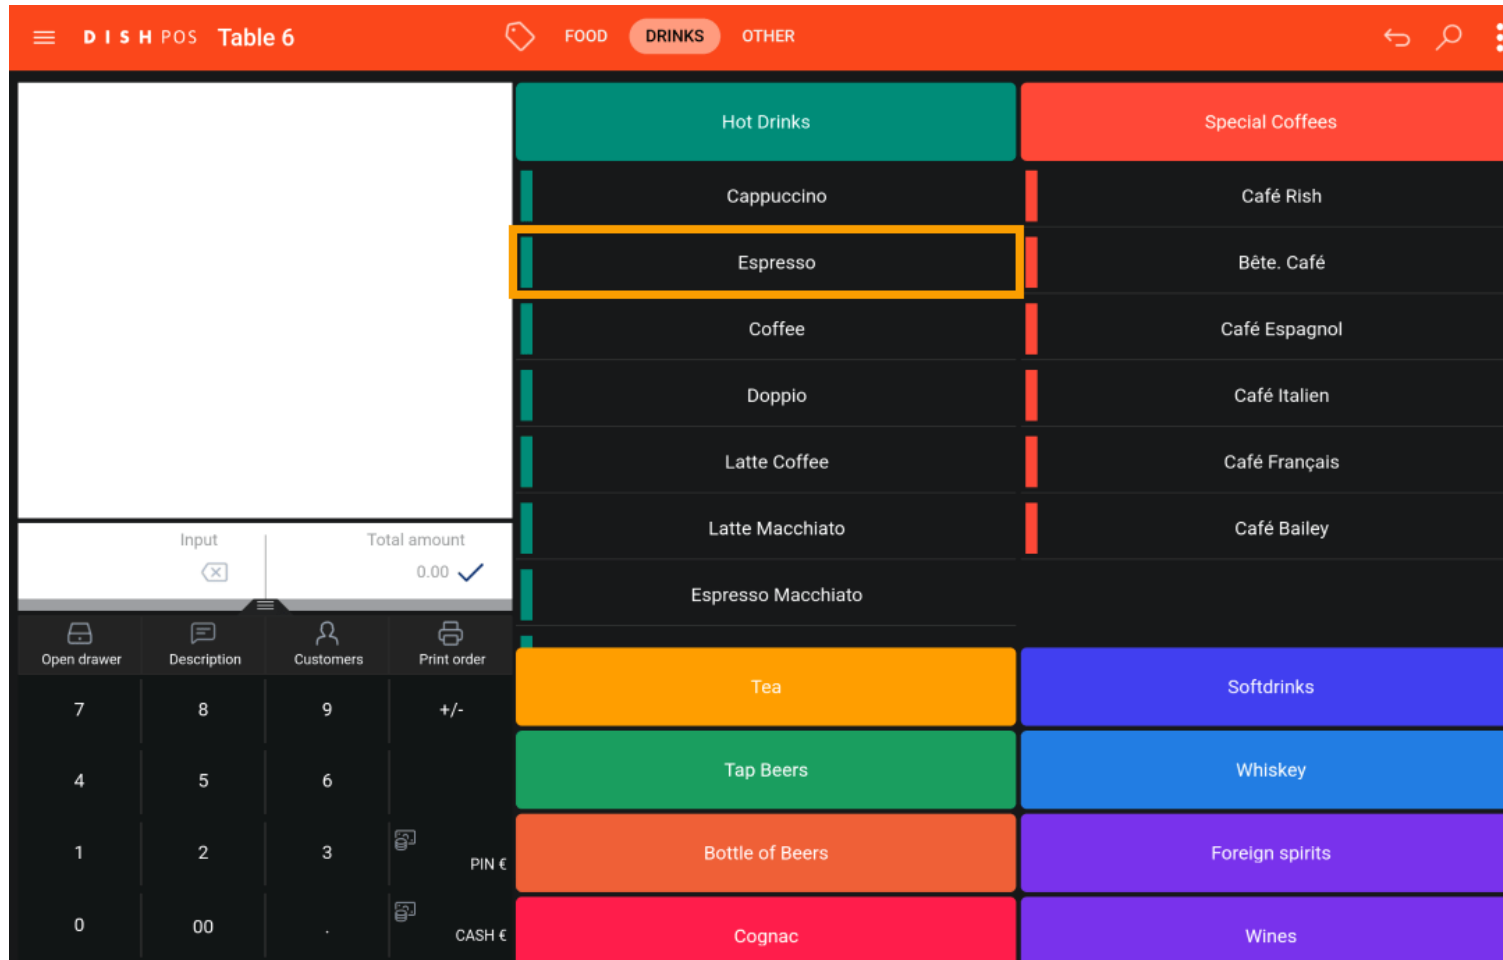 DISH POS Table 6
FOOD
DRINKS
OTHER
Hot Drinks
Cappuccino
Espresso
Coffee
Doppio
Latte Coffee
Latte Macchiato
Espresso Macchiato
Special Coffees
Café Rish
Bête. Café
Café Espagnol
Café Italien
Café Français
Café Bailey
Input
Total amount
0.00
Open drawer
Description
Customers
Print order
7 8 9 +/-
4 5 6
1 2 3 PIN €
0 00 . CASH €
Tea
Softdrinks
Tap Beers
Whiskey
Bottle of Beers
Foreign spirits
Cognac
Wines